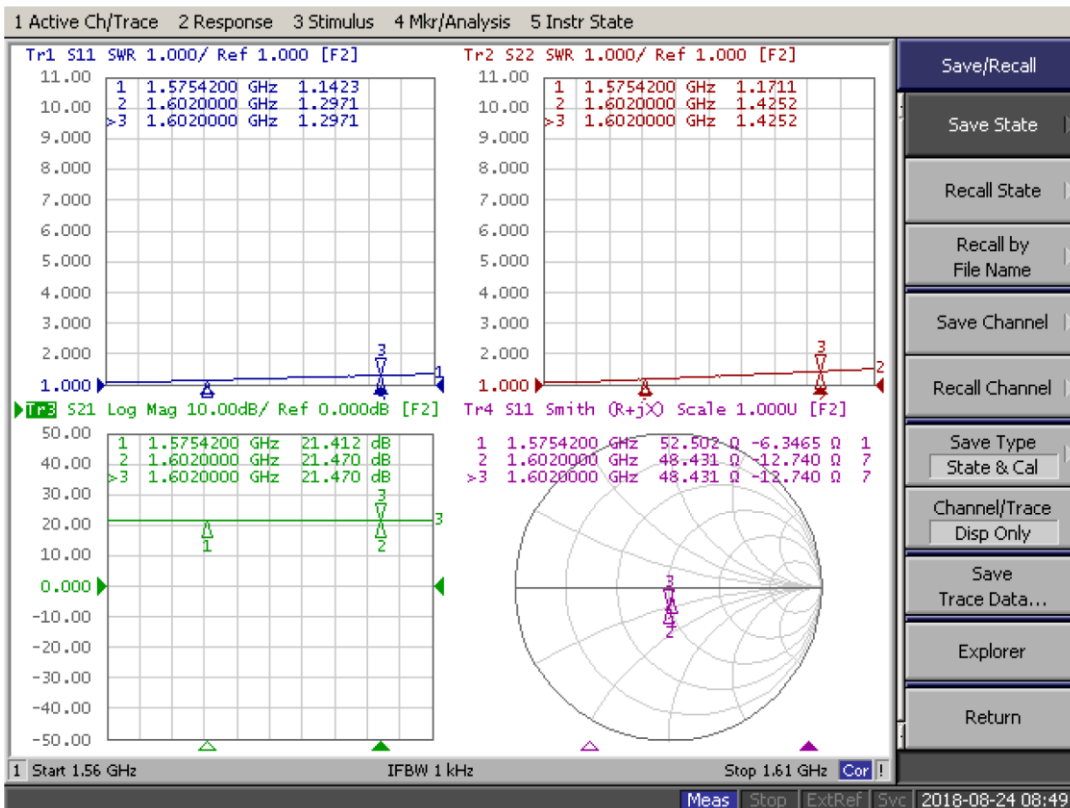 1 Active Ch/Trace 2 Response 3 Stimulus 4 Mkr/Analysis 5 Instr State
Tr1 S11 SWR 1.000/ Ref 1.000 [F2]
11.00
10.00
9.000
8.000
7.000
6.000
5.000
4.000
3.000
2.000
1.000
1 1.5754200 GHz 1.1423
2 1.6020000 GHz 1.2971
>3 1.6020000 GHz 1.2971
3
1
Tr2 S22 SWR 1.000/ Ref 1.000 [F2]
11.00
10.00
9.000
8.000
7.000
6.000
5.000
4.000
3.000
2.000
1.000
1 1.5754200 GHz 1.1711
2 1.6020000 GHz 1.4252
>3 1.6020000 GHz 1.4252
3
2
Tr3 S21 Log Mag 10.00dB/ Ref 0.000dB [F2]
50.00
40.00
30.00
20.00
10.00
0.000
-10.00
-20.00
-30.00
-40.00
-50.00
1 1.5754200 GHz 21.412 dB
2 1.6020000 GHz 21.470 dB
>3 1.6020000 GHz 21.470 dB
3
3
1
2
Tr4 S11 Smith (R+jX) Scale 1.000U [F2]
1 1.5754200 GHz 52.502 Ω -6.3465 Ω 1
2 1.6020000 GHz 48.431 Ω -12.740 Ω 7
>3 1.6020000 GHz 48.431 Ω -12.740 Ω 7
3
2
1 Start 1.56 GHz IFBW 1 kHz Stop 1.61 GHz Cor !
Save/Recall
Save State
Recall State
Recall by
File Name
Save Channel
Recall Channel
Save Type
State & Cal
Channel/Trace
Disp Only
Save
Trace Data...
Explorer
Return
Meas Stop ExtRef Svc 2018-08-24 08:49